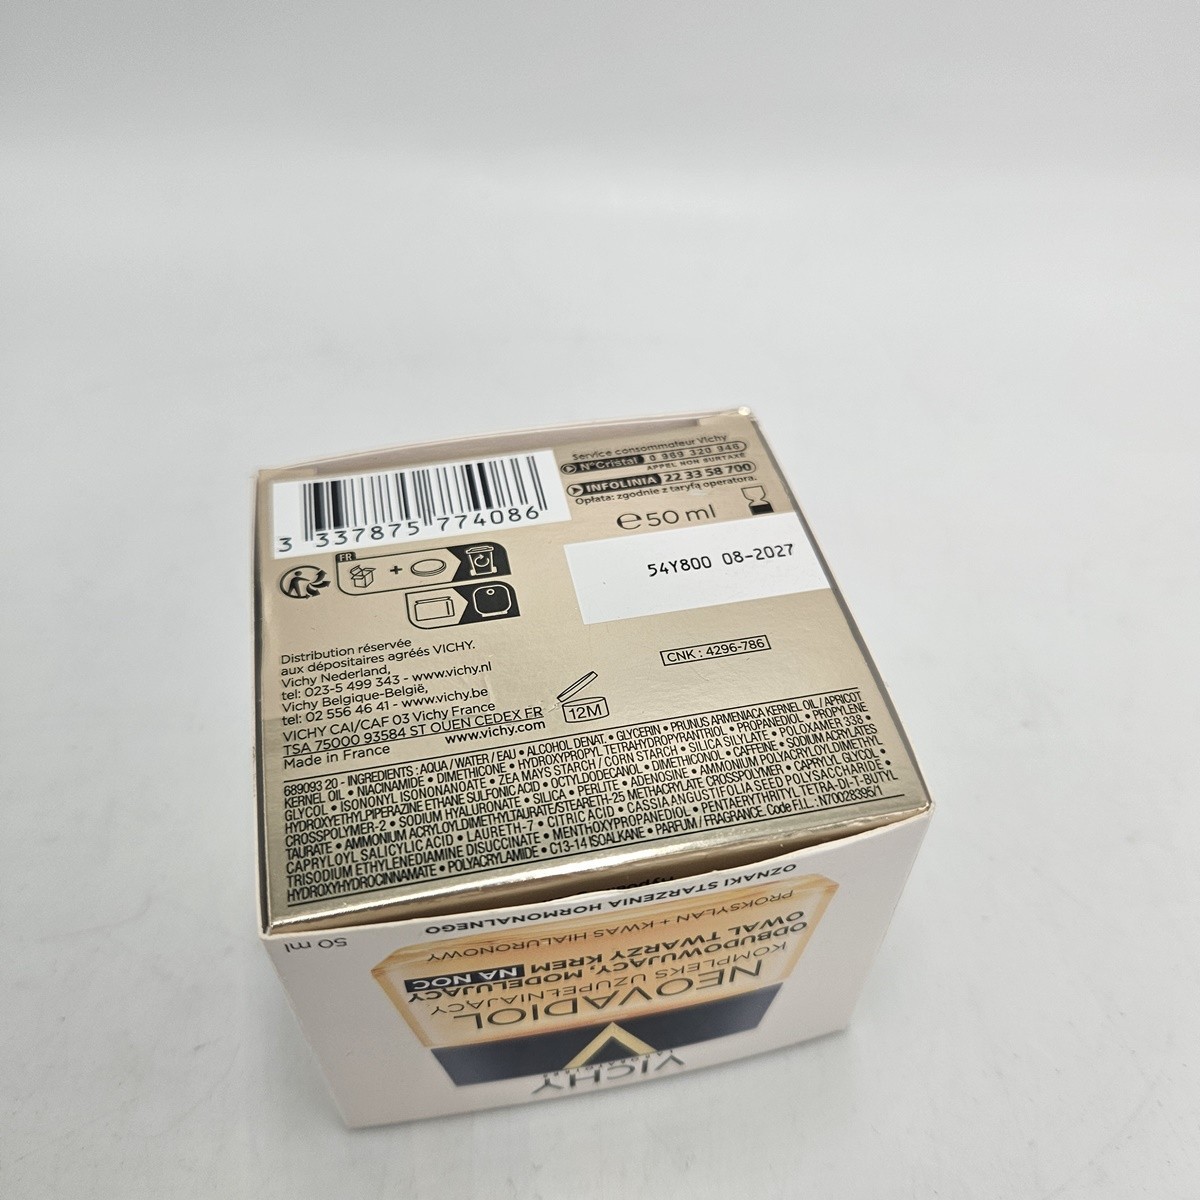 Service consommateur Vichy
N°Cristal 0 969 320 946
APPEL NON SURTAXÉ
INFOLINIA 22 33 58 700
Opłata: zgodnie z taryfą operatora.
3 337875 774086
℮50 ml
FR
+
54Y800 08-2027
CNK : 4296-786
Distribution réservée
aux dépositaires agréés VICHY.
Vichy Nederland,
tel: 023-5 499 343 - www.vichy.nl
Vichy Belgique-België,
tel: 02 556 46 41 - www.vichy.be
VICHY CAI/CAF 03 Vichy France
TSA 75000 93584 ST OUEN CEDEX FR
www.vichy.com
Made in France
12M
689093 20 - INGREDIENTS : AQUA / WATER / EAU • ALCOHOL DENAT. • GLYCERIN • PRUNUS ARMENIACA KERNEL OIL / APRICOT
KERNEL OIL • NIACINAMIDE • DIMETHICONE • HYDROXYPROPYL TETRAHYDROPYRANTRIOL • PROPANEDIOL • PROPYLENE
GLYCOL • ISONONYL ISONONANOATE • ZEA MAYS STARCH / CORN STARCH • SILICA SILYLATE • POLOXAMER 338 •
HYDROXYETHYLPIPERAZINE ETHANE SULFONIC ACID • OCTYLDODECANOL • DIMETHICONOL • CAFFEINE • SODIUM ACRYLATES
CROSSPOLYMER-2 • SODIUM HYALURONATE • SILICA • PERLITE • ADENOSINE • AMMONIUM POLYACRYLOYLDIMETHYL
TAURATE • AMMONIUM ACRYLOYLDIMETHYLTAURATE/STEARETH-25 METHACRYLATE CROSSPOLYMER • CAPRYLYL GLYCOL •
CAPRYLOYL SALICYLIC ACID • LAURETH-7 • CITRIC ACID • CASSIA ANGUSTIFOLIA SEED POLYSACCHARIDE •
TRISODIUM ETHYLENEDIAMINE DISUCCINATE • MENTHOXYPROPANEDIOL • PENTAERYTHRITYL TETRA-DI-T-BUTYL
HYDROXYHYDROCINNAMATE • POLYACRYLAMIDE • C13-14 ISOALKANE • PARFUM / FRAGRANCE. Code F.I.L. : N70028395/1
VICHY
LABORATOIRES
NEOVADIOL
KOMPLEKS UZUPEŁNIAJĄCY
ODBUDOWUJĄCY, MODELUJĄCY
OWAL TWARZY KREM NA NOC
PROKSYLAN + KWAS HIALURONOWY
OZNAKI STARZENIA HORMONALNEGO
50 ml